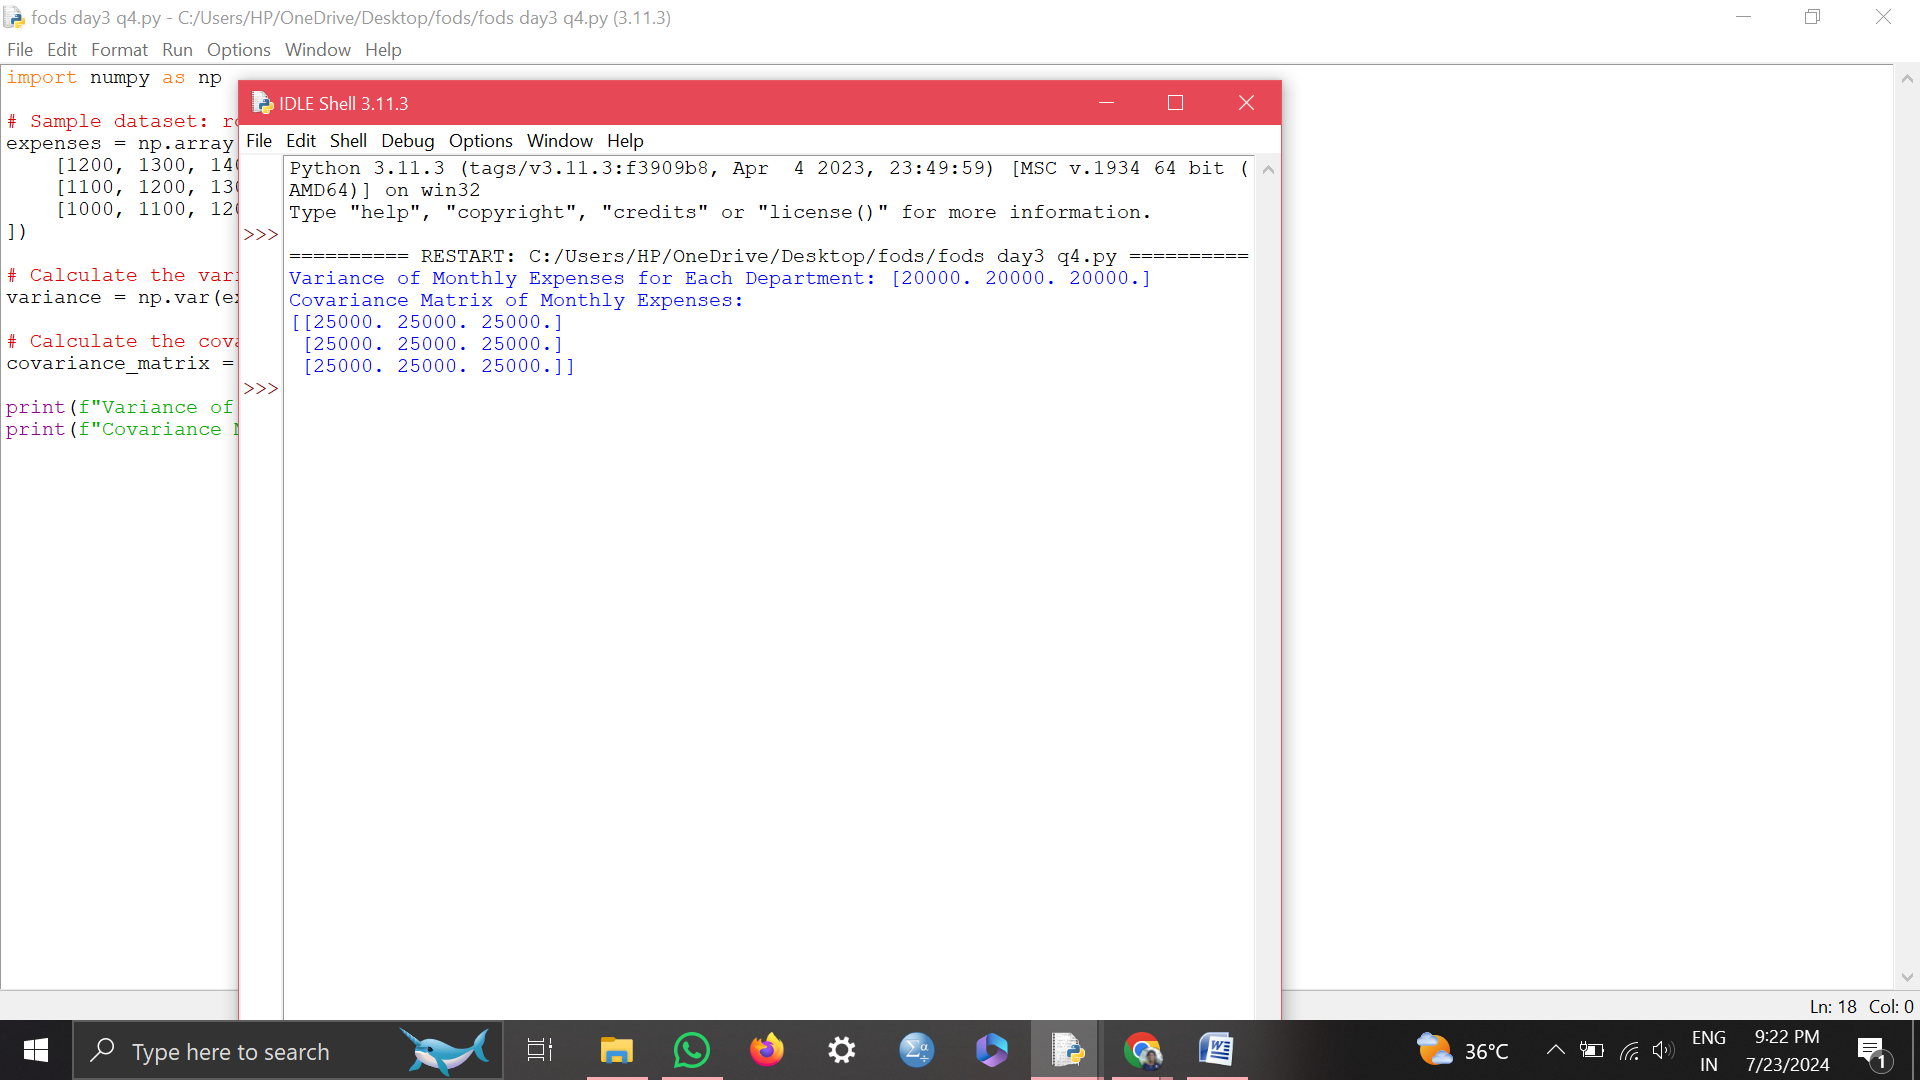 fods day3 q4.py - C:/Users/HP/OneDrive/Desktop/fods/fods day3 q4.py (3.11.3)
File Edit Format Run Options Window Help
import numpy as np
# Sample dataset:
expenses = np.array
[1200, 1300,
[1100, 1200,
[1000, 1100,
])
# Calculate the
variance =
# Calculate the
covariance_matrix =
print(f"Variance of
print(f"Covariance
IDLE Shell 3.11.3
File Edit Shell Debug Options Window Help
Python 3.11.3 (tags/v3.11.3:f3909b8, Apr  4 2023, 23:49:59) [MSC v.1934 64 bit (
AMD64)] on win32
Type "help", "copyright", "credits" or "license()" for more information.
>>>
========== RESTART: C:/Users/HP/OneDrive/Desktop/fods/fods day3 q4.py ==========
Variance of Monthly Expenses for Each Department: [20000. 20000. 20000.]
Covariance Matrix of Monthly Expenses:
[[25000. 25000. 25000.]
 [25000. 25000. 25000.]
 [25000. 25000. 25000.]]
>>>
Ln: 18 Col: 0
Type here to search
36°C
ENG
IN
9:22 PM
7/23/2024
1